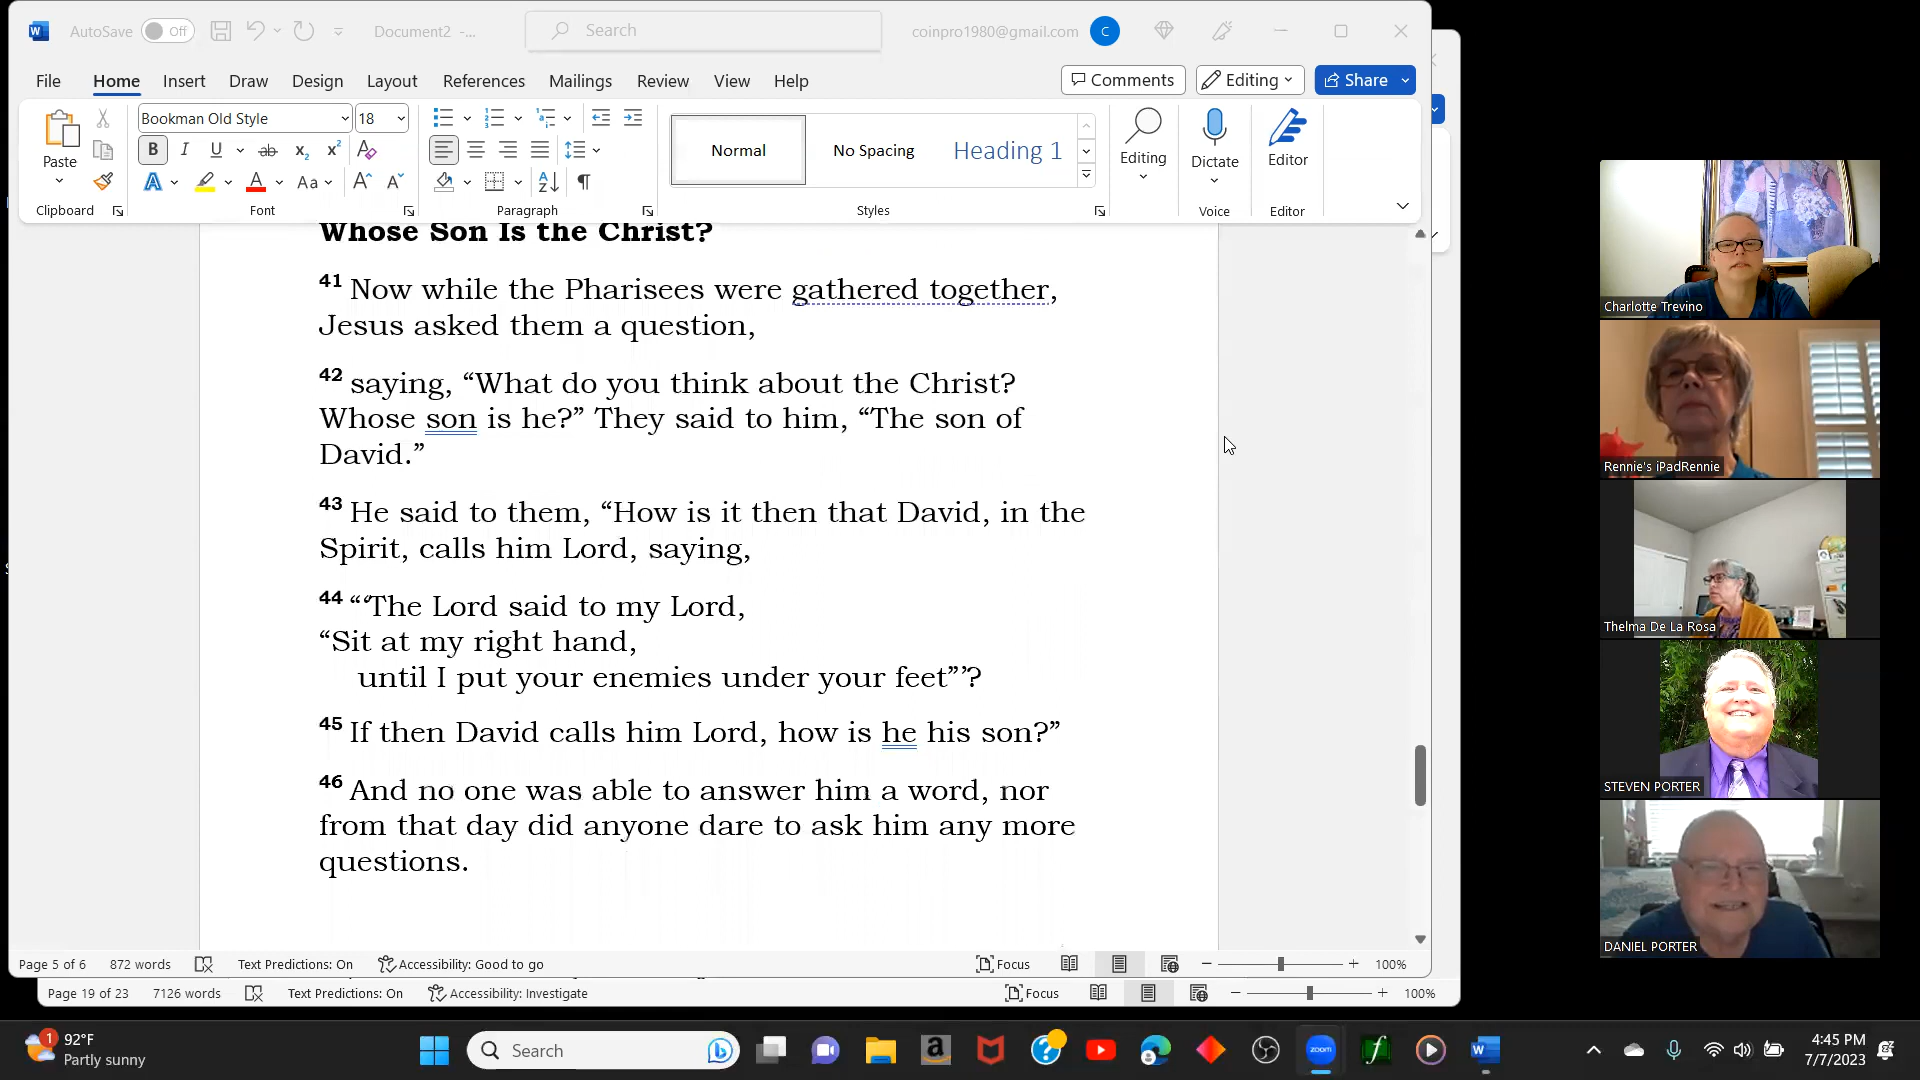 AutoSave Off Document2 -... Search coinpro1980@gmail.com C
File Home Insert Draw Design Layout References Mailings Review View Help Comments Editing Share
Paste Bookman Old Style 18 Normal No Spacing Heading 1 Editing Dictate Editor
B I U ab x₂ x² A
A A Aa A A
Clipboard Font Paragraph Styles Voice Editor
Whose Son Is the Christ?
41 Now while the Pharisees were gathered together,
Jesus asked them a question,
42 saying, “What do you think about the Christ?
Whose son is he?” They said to him, “The son of
David.”
43 He said to them, “How is it then that David, in the
Spirit, calls him Lord, saying,
44 “‘The Lord said to my Lord,
“Sit at my right hand,
until I put your enemies under your feet”’?
45 If then David calls him Lord, how is he his son?”
46 And no one was able to answer him a word, nor
from that day did anyone dare to ask him any more
questions.
Page 5 of 6 872 words Text Predictions: On Accessibility: Good to go Focus 100%
Page 19 of 23 7126 words Text Predictions: On Accessibility: Investigate Focus 100%
Charlotte Trevino
Rennie's iPadRennie
Thelma De La Rosa
STEVEN PORTER
DANIEL PORTER
1 92°F
Partly sunny
Search
zoom
4:45 PM
7/7/2023